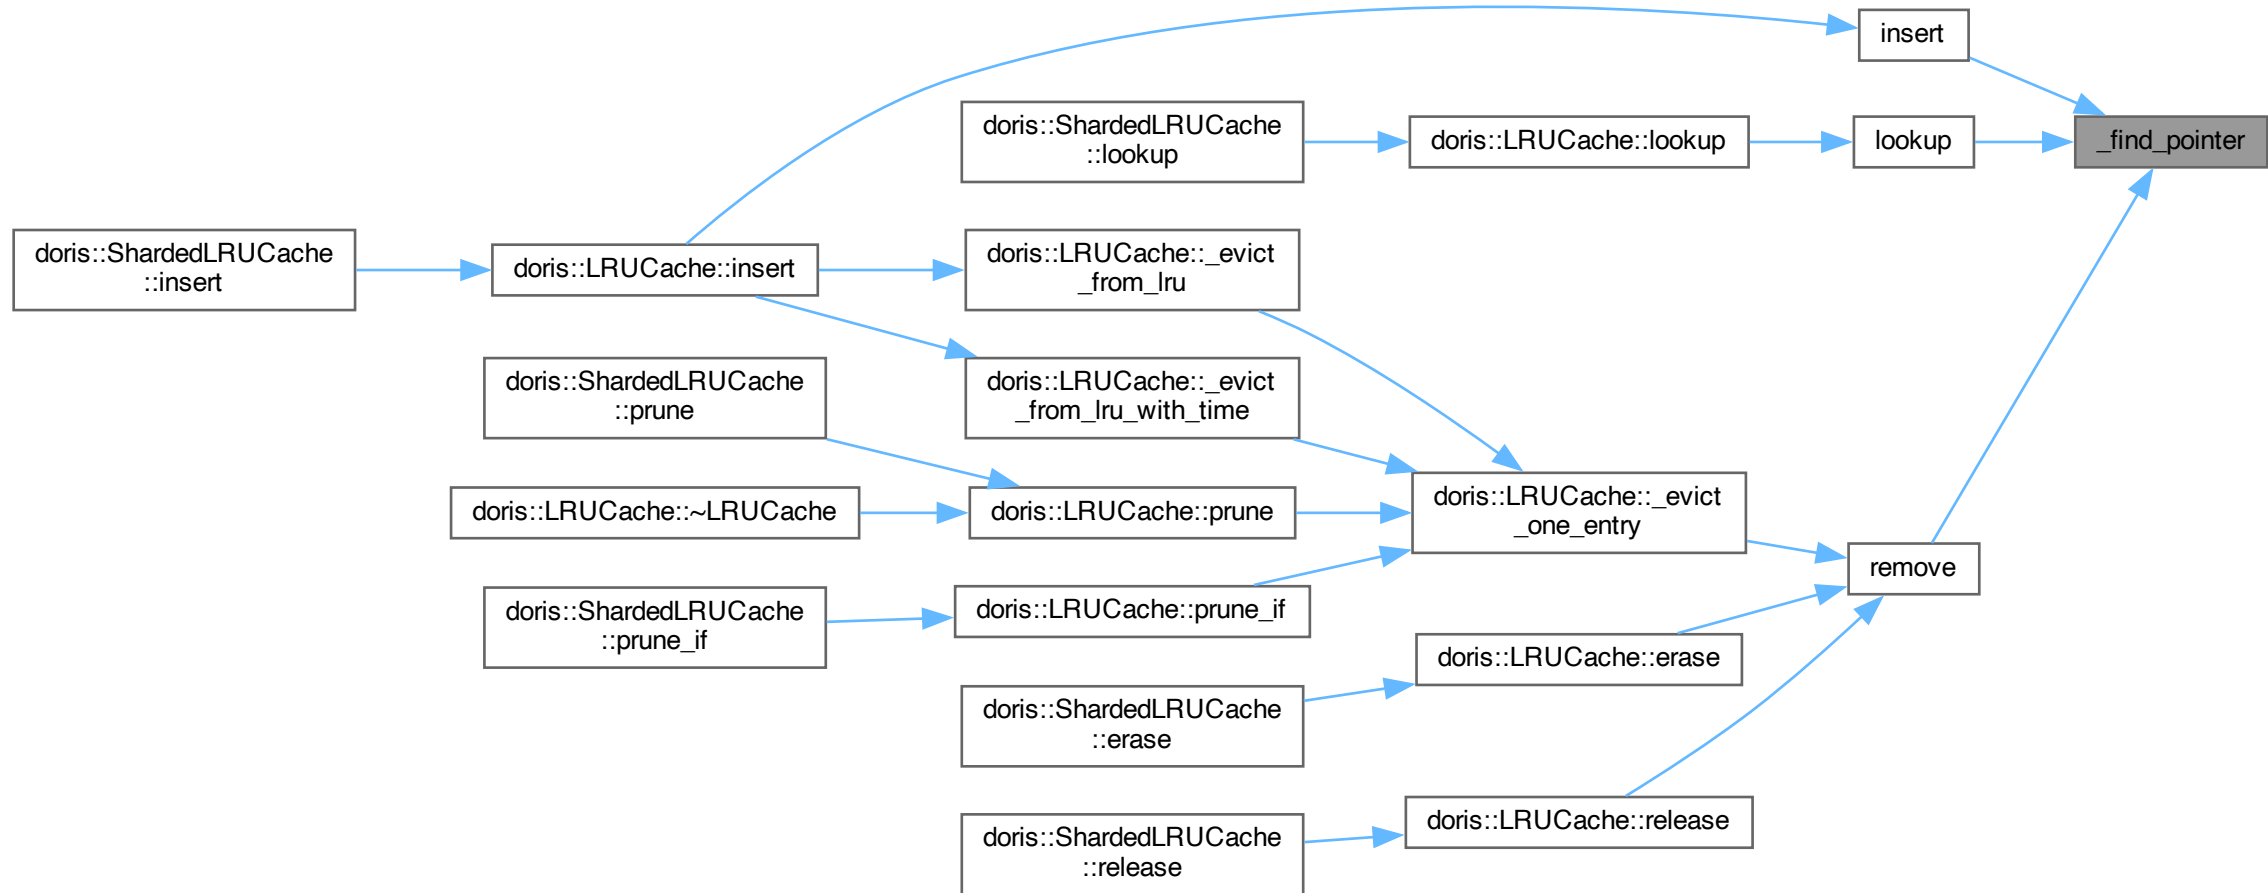 insert
doris::ShardedLRUCache
::lookup
doris::LRUCache::lookup
lookup
_find_pointer
doris::ShardedLRUCache
::insert
doris::LRUCache::insert
doris::LRUCache::_evict
_from_lru
doris::ShardedLRUCache
::prune
doris::LRUCache::_evict
_from_lru_with_time
doris::LRUCache::~LRUCache
doris::LRUCache::prune
doris::LRUCache::_evict
_one_entry
remove
doris::ShardedLRUCache
::prune_if
doris::LRUCache::prune_if
doris::LRUCache::erase
doris::ShardedLRUCache
::erase
doris::LRUCache::release
doris::ShardedLRUCache
::release